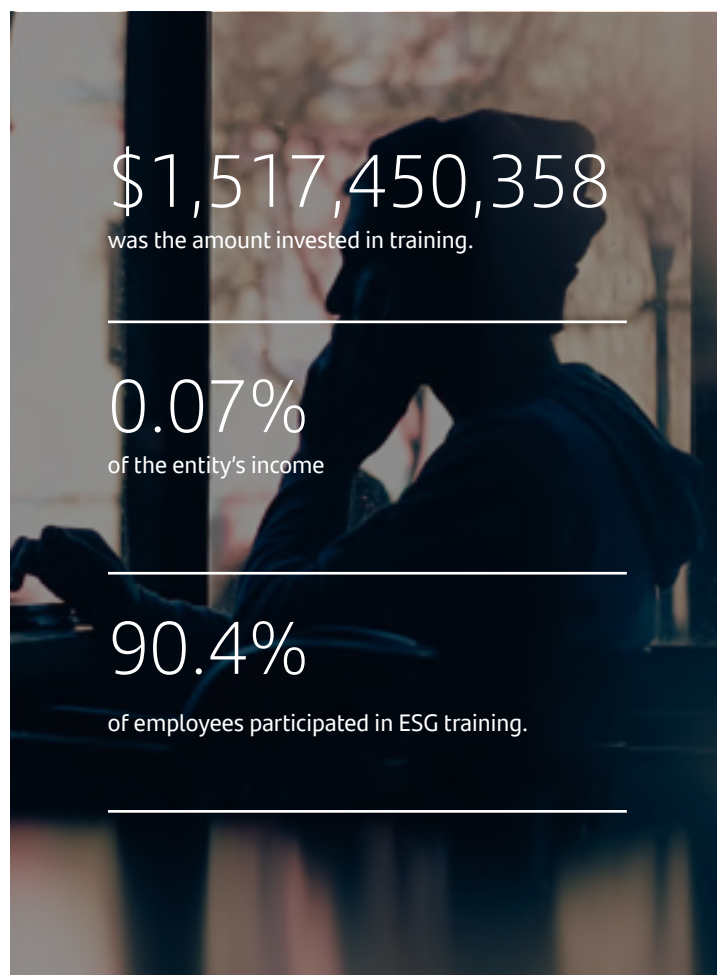 $1,517,450,358
was the amount invested in training.
0.07%
of the entity’s income
90.4%
of employees participated in ESG training.